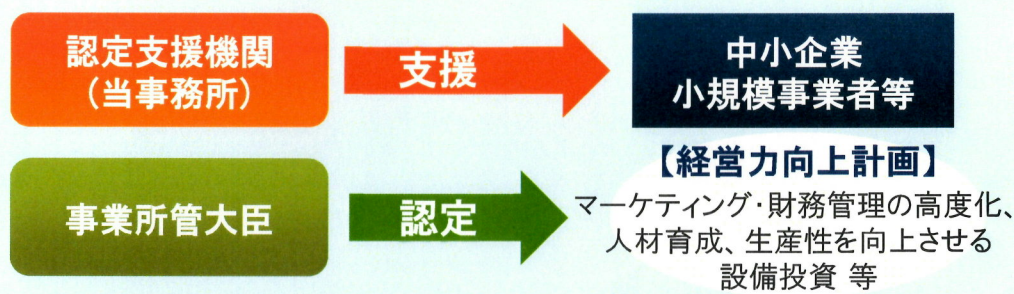 認定支援機関
（当事務所）
支援
中小企業
小規模事業者等
事業所管大臣
認定
【経営力向上計画】
マーケティング・財務管理の高度化、
人材育成、生産性を向上させる
設備投資 等